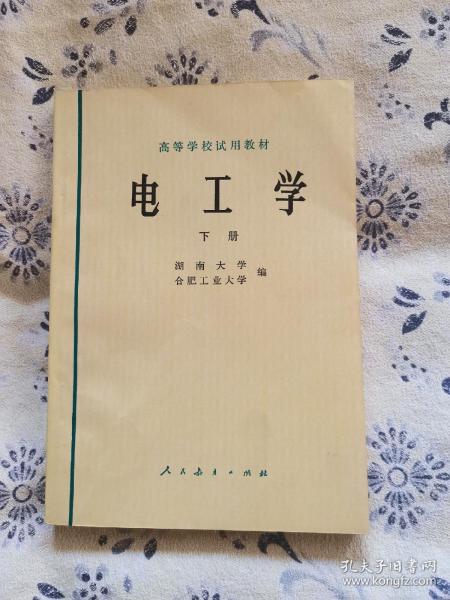 高等学校试用教材
电工学
下册
湖南大学
合肥工业大学 编
人民教育出版社
孔夫子旧书网
www.kongfz.com